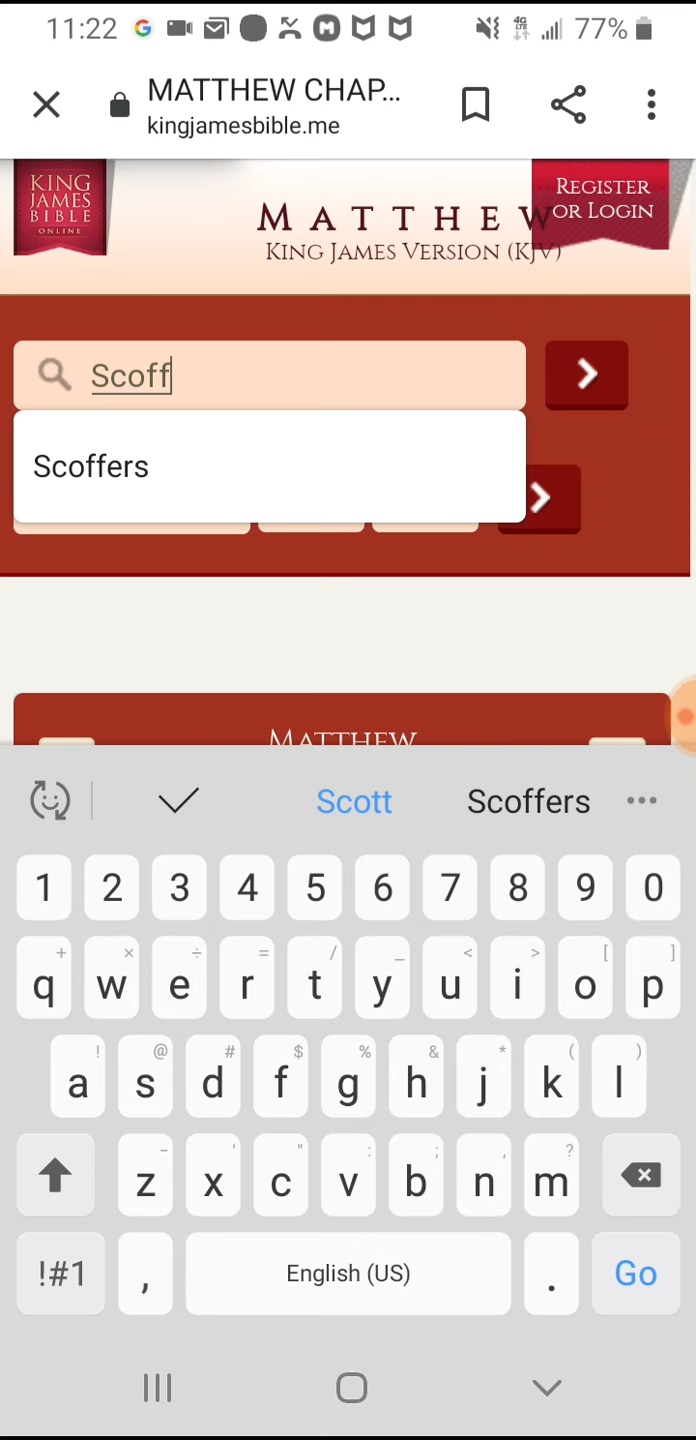 11:22 77%
MATTHEW CHAP...
kingjamesbible.me
KING
JAMES
BIBLE
ONLINE
MATTHEW
KING JAMES VERSION (KJV)
REGISTER
OR LOGIN
Scoff
Scoffers
MATTHEW
Scott Scoffers
1 2 3 4 5 6 7 8 9 0
+ × ÷ = / _ < > [ ]
q w e r t y u i o p
! @ # $ % & * ( )
a s d f g h j k l
- ' " : ; , ?
z x c v b n m
!#1 , English (US) . Go